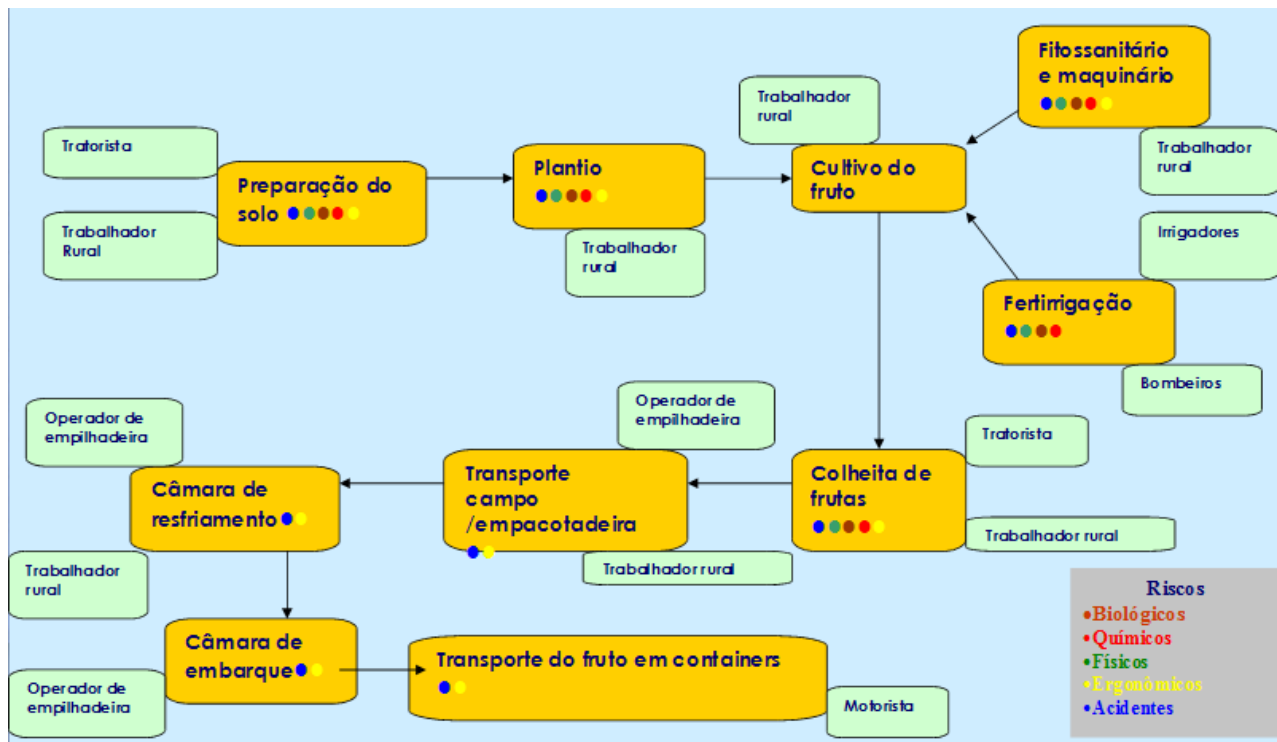 Tratorista
Trabalhador
Rural
Preparação do
solo
Plantio
Trabalhador
rural
Trabalhador
rural
Cultivo do
fruto
Fitossanitário
e maquinário
Trabalhador
rural
Irrigadores
Fertirrigação
Bombeiros
Operador de
empilhadeira
Câmara de
resfriamento
Trabalhador
rural
Operador de
empilhadeira
Transporte
campo
/empacotadeira
Trabalhador rural
Tratorista
Colheita de
frutas
Trabalhador rural
Câmara de
embarque
Operador de
empilhadeira
Transporte do fruto em containers
Motorista
Riscos
•Biológicos
•Químicos
•Físicos
•Ergonômicos
•Acidentes